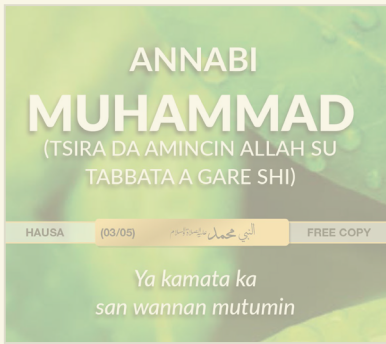 ANNABI
MUHAMMAD
(TSIRA DA AMINCIN ALLAH SU
TABBATA A GARE SHI)
HAUSA (03/05) النبي محمد FREE COPY
Ya kamata ka
san wannan mutumin